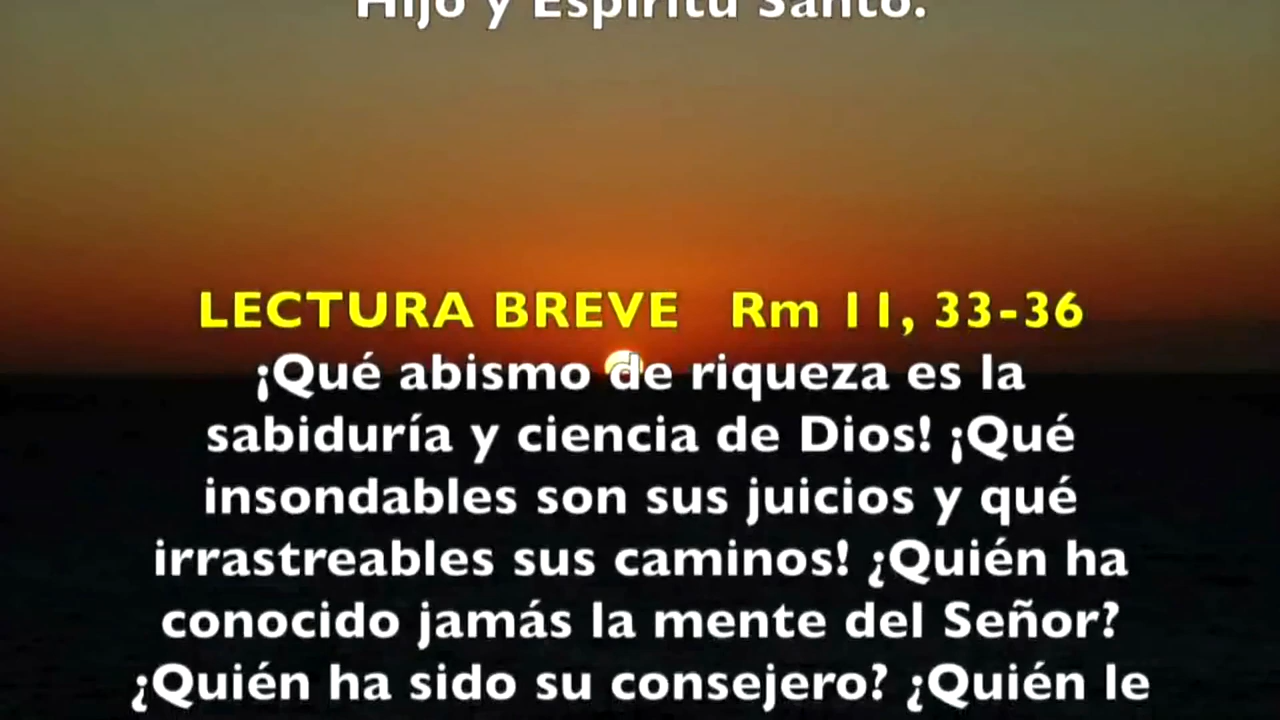 Hijo y Espíritu Santo.
LECTURA BREVE Rm 11, 33-36
¡Qué abismo de riqueza es la
sabiduría y ciencia de Dios! ¡Qué
insondables son sus juicios y qué
irrastreables sus caminos! ¿Quién ha
conocido jamás la mente del Señor?
¿Quién ha sido su consejero? ¿Quién le